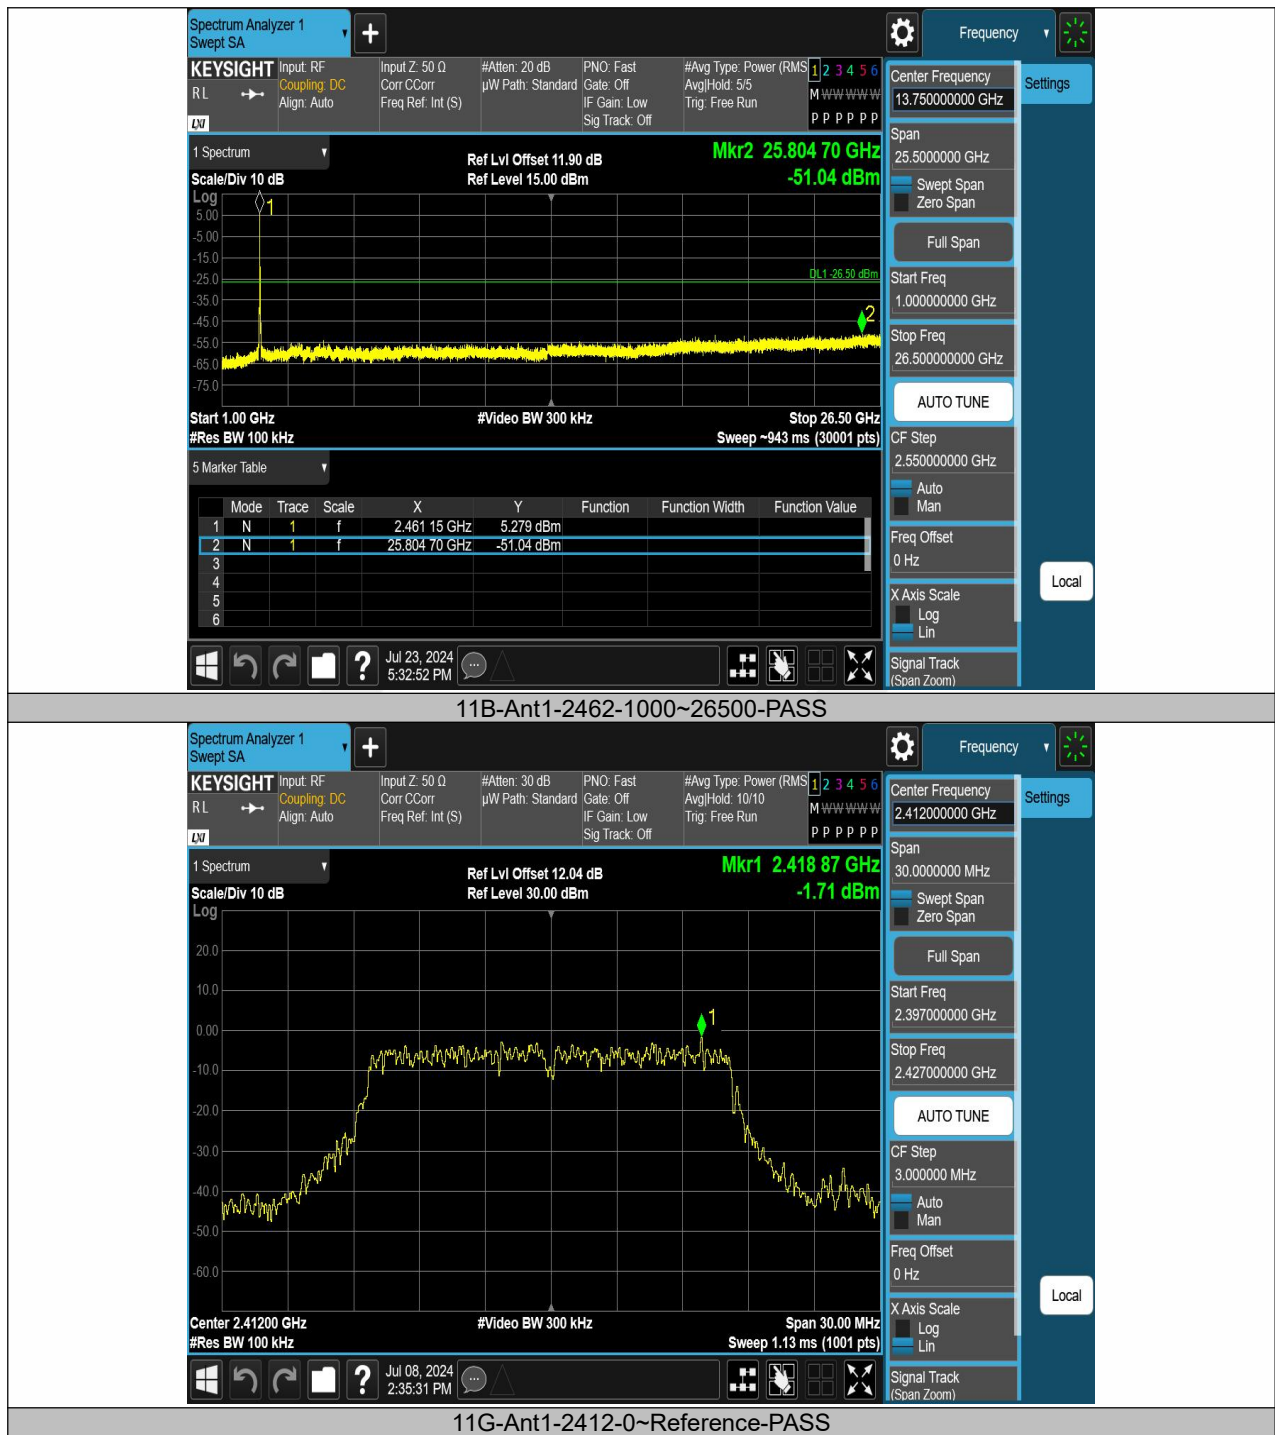 Spectrum Analyzer 1
Swept SA
Frequency
KEYSIGHT
R L
LXI
Input: RF
Coupling: DC
Align: Auto
Input Z: 50 Ω
Corr CCorr
Freq Ref: Int (S)
#Atten: 20 dB
µW Path: Standard
PNO: Fast
Gate: Off
IF Gain: Low
Sig Track: Off
#Avg Type: Power (RMS
Avg|Hold: 5/5
Trig: Free Run
1 2 3 4 5 6
M W W W W W
P P P P P P
Center Frequency
13.750000000 GHz
Settings
Span
25.5000000 GHz
Swept Span
Zero Span
Full Span
Start Freq
1.000000000 GHz
Stop Freq
26.500000000 GHz
AUTO TUNE
CF Step
2.550000000 GHz
Auto
Man
Freq Offset
0 Hz
X Axis Scale
Log
Lin
Signal Track
(Span Zoom)
Local
1 Spectrum
Scale/Div 10 dB
Ref Lvl Offset 11.90 dB
Ref Level 15.00 dBm
Mkr2 25.804 70 GHz
-51.04 dBm
Log
5.00
-5.00
-15.0
-25.0
-35.0
-45.0
-55.0
-65.0
-75.0
1
DL1 -26.50 dBm
2
Start 1.00 GHz
#Res BW 100 kHz
#Video BW 300 kHz
Stop 26.50 GHz
Sweep ~943 ms (30001 pts)
5 Marker Table
Mode Trace Scale X Y Function Function Width Function Value
1 N 1 f 2.461 15 GHz 5.279 dBm
2 N 1 f 25.804 70 GHz -51.04 dBm
3
4
5
6
?
Jul 23, 2024
5:32:52 PM
11B-Ant1-2462-1000~26500-PASS
Spectrum Analyzer 1
Swept SA
Frequency
KEYSIGHT
R L
LXI
Input: RF
Coupling: DC
Align: Auto
Input Z: 50 Ω
Corr CCorr
Freq Ref: Int (S)
#Atten: 30 dB
µW Path: Standard
PNO: Fast
Gate: Off
IF Gain: Low
Sig Track: Off
#Avg Type: Power (RMS
Avg|Hold: 10/10
Trig: Free Run
1 2 3 4 5 6
M W W W W W
P P P P P P
Center Frequency
2.412000000 GHz
Settings
Span
30.0000000 MHz
Swept Span
Zero Span
Full Span
Start Freq
2.397000000 GHz
Stop Freq
2.427000000 GHz
AUTO TUNE
CF Step
3.000000 MHz
Auto
Man
Freq Offset
0 Hz
X Axis Scale
Log
Lin
Signal Track
(Span Zoom)
Local
1 Spectrum
Scale/Div 10 dB
Ref Lvl Offset 12.04 dB
Ref Level 30.00 dBm
Mkr1 2.418 87 GHz
-1.71 dBm
Log
20.0
10.0
0.00
-10.0
-20.0
-30.0
-40.0
-50.0
-60.0
1
Center 2.41200 GHz
#Res BW 100 kHz
#Video BW 300 kHz
Span 30.00 MHz
Sweep 1.13 ms (1001 pts)
?
Jul 08, 2024
2:35:31 PM
11G-Ant1-2412-0~Reference-PASS